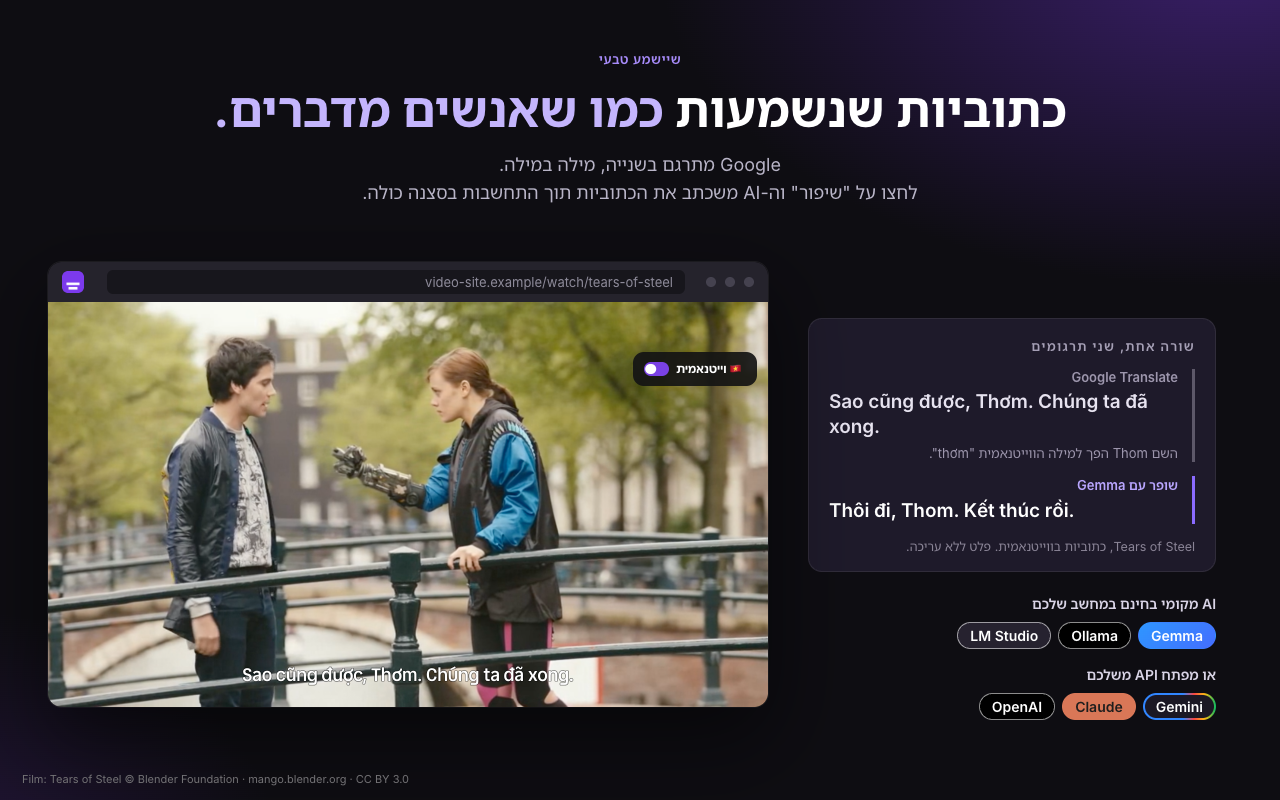 שיישמע טבעי
כתוביות שנשמעות כמו שאנשים מדברים.
Google מתרגם בשנייה, מילה במילה.
לחצו על "שיפור" וה-AI משכתב את הכתוביות תוך התחשבות בסצנה כולה.
video-site.example/watch/tears-of-steel
וייטנאמית
Sao cũng được, Thơm. Chúng ta đã xong.
שורה אחת, שני תרגומים
Google Translate
Sao cũng được, Thơm. Chúng ta đã
xong.
השם Thom הפך למילה הווייטנאמית "thơm".
שופר עם Gemma
Thôi đi, Thom. Kết thúc rồi.
Tears of Steel, כתוביות בווייטנאמית. פלט ללא עריכה.
AI מקומי בחינם במחשב שלכם
Gemma
Ollama
LM Studio
או מפתח API משלכם
Gemini
Claude
OpenAI
Film: Tears of Steel © Blender Foundation · mango.blender.org · CC BY 3.0